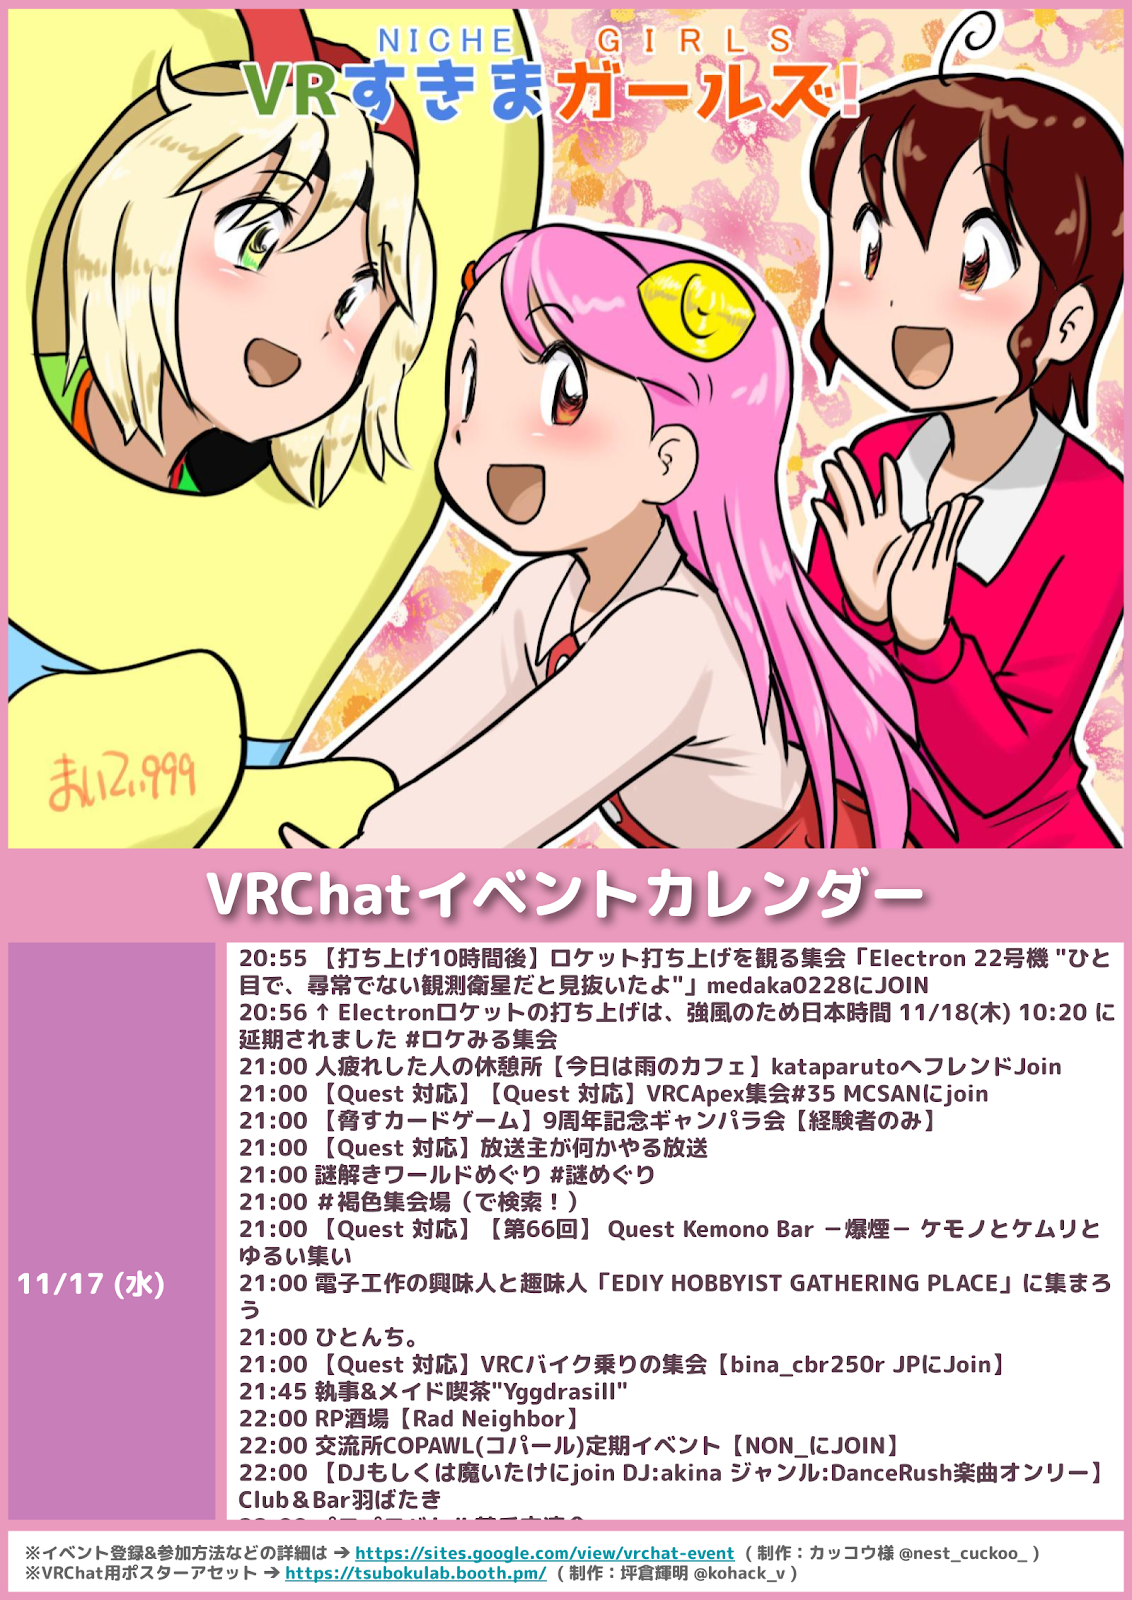 NICHE GIRLS
VRすきまガールズ!
まいてぃ999
VRChatイベントカレンダー
11/17 (水)
20:55 【打ち上げ10時間後】ロケット打ち上げを観る集会「Electron 22号機 "ひと
目で、尋常でない観測衛星だと見抜いたよ"」medaka0228にJOIN
20:56 ↑ Electronロケットの打ち上げは、強風のため日本時間 11/18(木) 10:20 に
延期されました #ロケみる集会
21:00 人疲れした人の休憩所【今日は雨のカフェ】kataparutoへフレンドJoin
21:00 【Quest 対応】【Quest 対応】VRCApex集会#35 MCSANにjoin
21:00 【脅すカードゲーム】9周年記念ギャンパラ会【経験者のみ】
21:00 【Quest 対応】放送主が何かやる放送
21:00 謎解きワールドめぐり #謎めぐり
21:00 ＃褐色集会場（で検索！）
21:00 【Quest 対応】【第66回】 Quest Kemono Bar －爆煙－ ケモノとケムリと
ゆるい集い
21:00 電子工作の興味人と趣味人「EDIY HOBBYIST GATHERING PLACE」に集まろ
う
21:00 ひとんち。
21:00 【Quest 対応】VRCバイク乗りの集会【bina_cbr250r JPにJoin】
21:45 執事&メイド喫茶"Yggdrasill"
22:00 RP酒場【Rad Neighbor】
22:00 交流所COPAWL(コパール)定期イベント【NON_にJOIN】
22:00 【DJもしくは魔いたけにjoin DJ:akina ジャンル:DanceRush楽曲オンリー】
Club＆Bar羽ばたき
※イベント登録&参加方法などの詳細は ➔ https://sites.google.com/view/vrchat-event ( 制作：カッコウ様 @nest_cuckoo_ )
※VRChat用ポスターアセット ➔ https://tsubokulab.booth.pm/ ( 制作：坪倉輝明 @kohack_v )